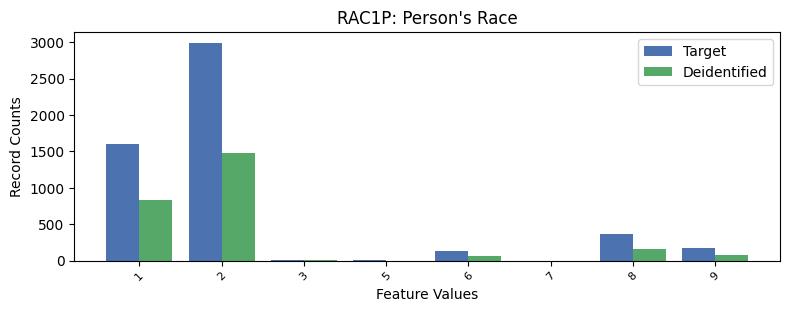 RAC1P: Person's Race
Record Counts
3000
2500
2000
1500
1000
500
0
Target
Deidentified
1 2 3 5 6 7 8 9
Feature Values